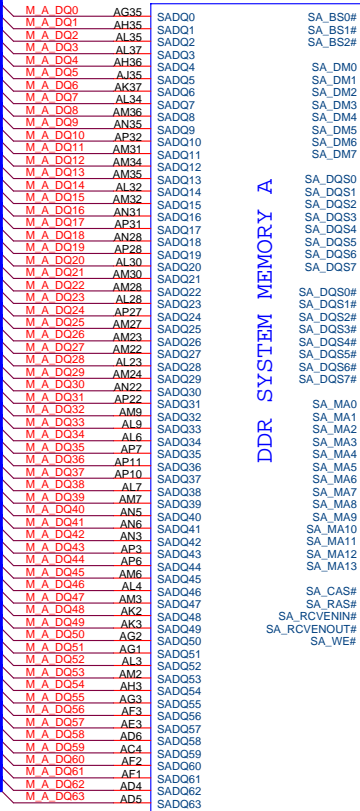 M_A_DQ0 AG35 SADQ0 SA_BS0#
M_A_DQ1 AH35 SADQ1 SA_BS1#
M_A_DQ2 AL35 SADQ2 SA_BS2#
M_A_DQ3 AL37 SADQ3
M_A_DQ4 AH36 SADQ4 SA_DM0
M_A_DQ5 AJ35 SADQ5 SA_DM1
M_A_DQ6 AK37 SADQ6 SA_DM2
M_A_DQ7 AL34 SADQ7 SA_DM3
M_A_DQ8 AM36 SADQ8 SA_DM4
M_A_DQ9 AN35 SADQ9 SA_DM5
M_A_DQ10 AP32 SADQ10 SA_DM6
M_A_DQ11 AM31 SADQ11 SA_DM7
M_A_DQ12 AM34 SADQ12
M_A_DQ13 AM35 SADQ13 SA_DQS0
M_A_DQ14 AL32 SADQ14 SA_DQS1
M_A_DQ15 AM32 SADQ15 SA_DQS2
M_A_DQ16 AN31 SADQ16 SA_DQS3
M_A_DQ17 AP31 SADQ17 SA_DQS4
M_A_DQ18 AN28 SADQ18 SA_DQS5
M_A_DQ19 AP28 SADQ19 SA_DQS6
M_A_DQ20 AL30 SADQ20 SA_DQS7
M_A_DQ21 AM30 SADQ21
M_A_DQ22 AM28 SADQ22 SA_DQS0#
M_A_DQ23 AL28 SADQ23 SA_DQS1#
M_A_DQ24 AP27 SADQ24 SA_DQS2#
M_A_DQ25 AM27 SADQ25 SA_DQS3#
M_A_DQ26 AM23 SADQ26 SA_DQS4#
M_A_DQ27 AM22 SADQ27 SA_DQS5#
M_A_DQ28 AL23 SADQ28 SA_DQS6#
M_A_DQ29 AM24 SADQ29 SA_DQS7#
M_A_DQ30 AN22 SADQ30
M_A_DQ31 AP22 SADQ31 SA_MA0
M_A_DQ32 AM9 SADQ32 SA_MA1
M_A_DQ33 AL9 SADQ33 SA_MA2
M_A_DQ34 AL6 SADQ34 SA_MA3
M_A_DQ35 AP7 SADQ35 SA_MA4
M_A_DQ36 AP11 SADQ36 SA_MA5
M_A_DQ37 AP10 SADQ37 SA_MA6
M_A_DQ38 AL7 SADQ38 SA_MA7
M_A_DQ39 AM7 SADQ39 SA_MA8
M_A_DQ40 AN5 SADQ40 SA_MA9
M_A_DQ41 AN6 SADQ41 SA_MA10
M_A_DQ42 AN3 SADQ42 SA_MA11
M_A_DQ43 AP3 SADQ43 SA_MA12
M_A_DQ44 AP6 SADQ44 SA_MA13
M_A_DQ45 AM6 SADQ45
M_A_DQ46 AL4 SADQ46 SA_CAS#
M_A_DQ47 AM3 SADQ47 SA_RAS#
M_A_DQ48 AK2 SADQ48 SA_RCVENIN#
M_A_DQ49 AK3 SADQ49 SA_RCVENOUT#
M_A_DQ50 AG2 SADQ50 SA_WE#
M_A_DQ51 AG1 SADQ51
M_A_DQ52 AL3 SADQ52
M_A_DQ53 AM2 SADQ53
M_A_DQ54 AH3 SADQ54
M_A_DQ55 AG3 SADQ55
M_A_DQ56 AF3 SADQ56
M_A_DQ57 AE3 SADQ57
M_A_DQ58 AD6 SADQ58
M_A_DQ59 AC4 SADQ59
M_A_DQ60 AF2 SADQ60
M_A_DQ61 AF1 SADQ61
M_A_DQ62 AD4 SADQ62
M_A_DQ63 AD5 SADQ63
DDR SYSTEM MEMORY A